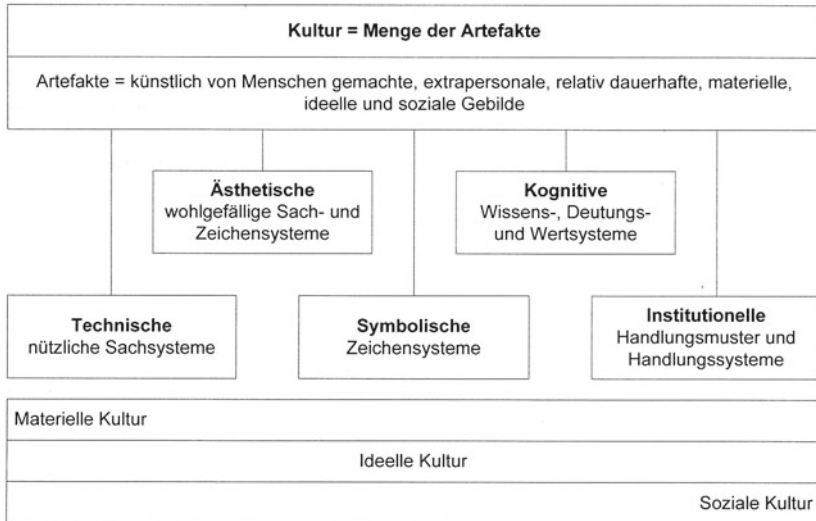 Kultur = Menge der Artefakte
Artefakte = künstlich von Menschen gemachte, extrapersonale, relativ dauerhafte, materielle,
ideelle und soziale Gebilde
Ästhetische
wohlgefällige Sach- und
Zeichensysteme
Kognitive
Wissens-, Deutungs-
und Wertsysteme
Technische
nützliche Sachsysteme
Symbolische
Zeichensysteme
Institutionelle
Handlungsmuster und
Handlungssysteme
Materielle Kultur
Ideelle Kultur
Soziale Kultur